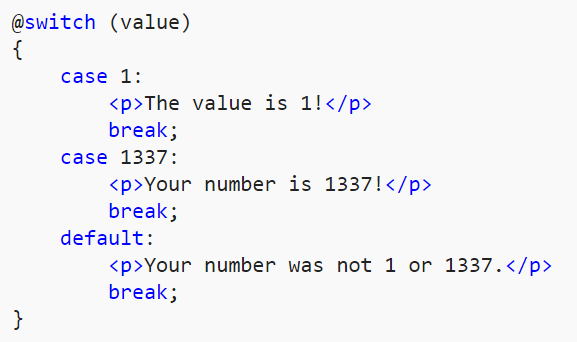 @switch (value)
{
    case 1:
        <p>The value is 1!</p>
        break;
    case 1337:
        <p>Your number is 1337!</p>
        break;
    default:
        <p>Your number was not 1 or 1337.</p>
        break;
}